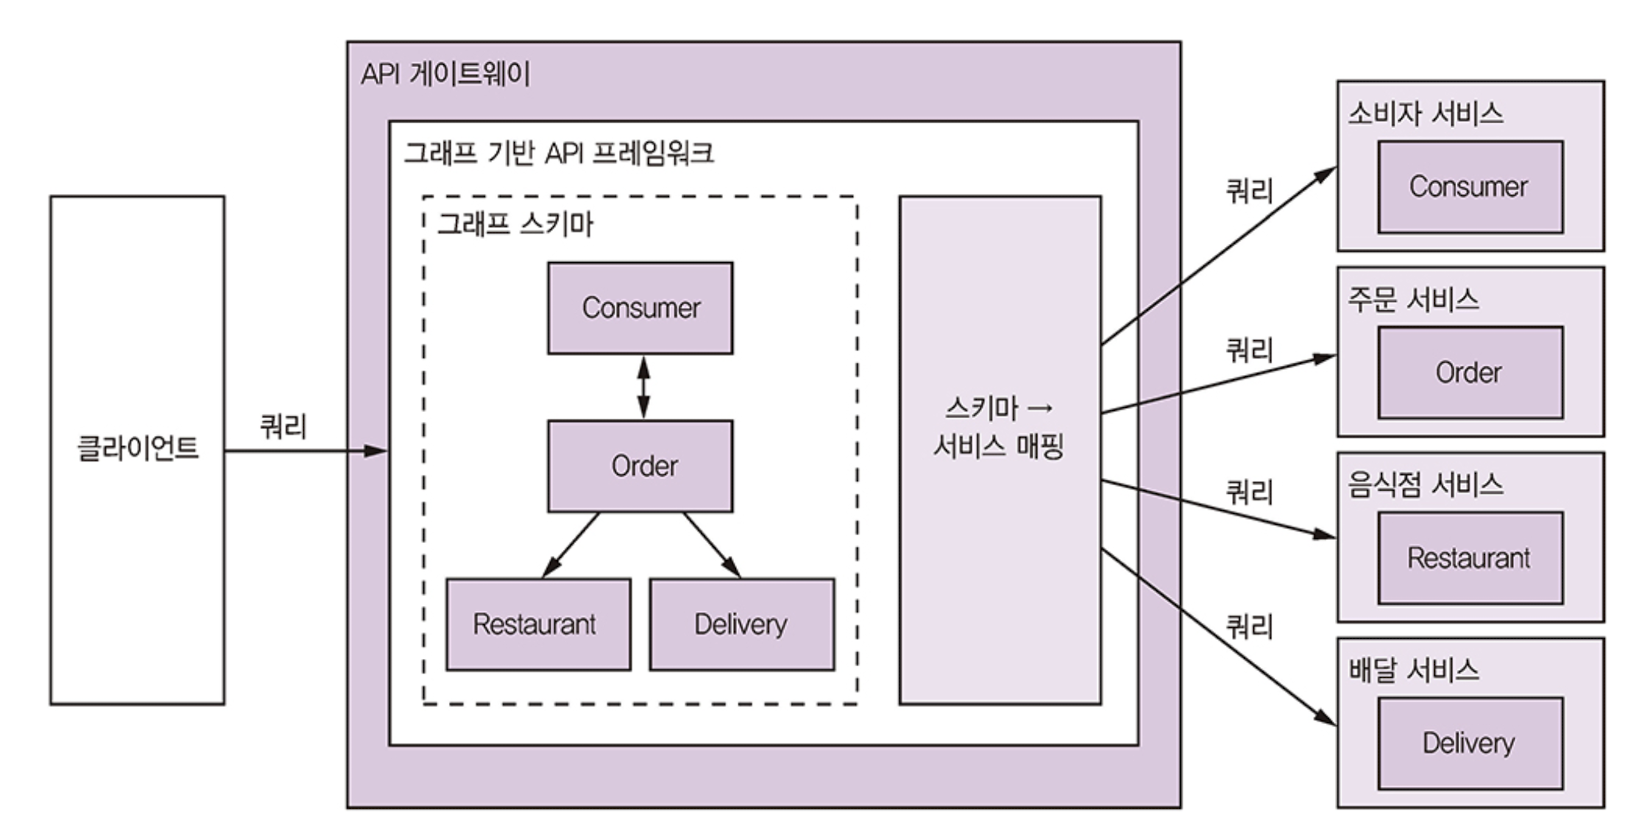 API 게이트웨이
그래프 기반 API 프레임워크
그래프 스키마
Consumer
Order
Restaurant
Delivery
클라이언트
쿼리
스키마 →
서비스 매핑
쿼리
쿼리
쿼리
쿼리
소비자 서비스
Consumer
주문 서비스
Order
음식점 서비스
Restaurant
배달 서비스
Delivery